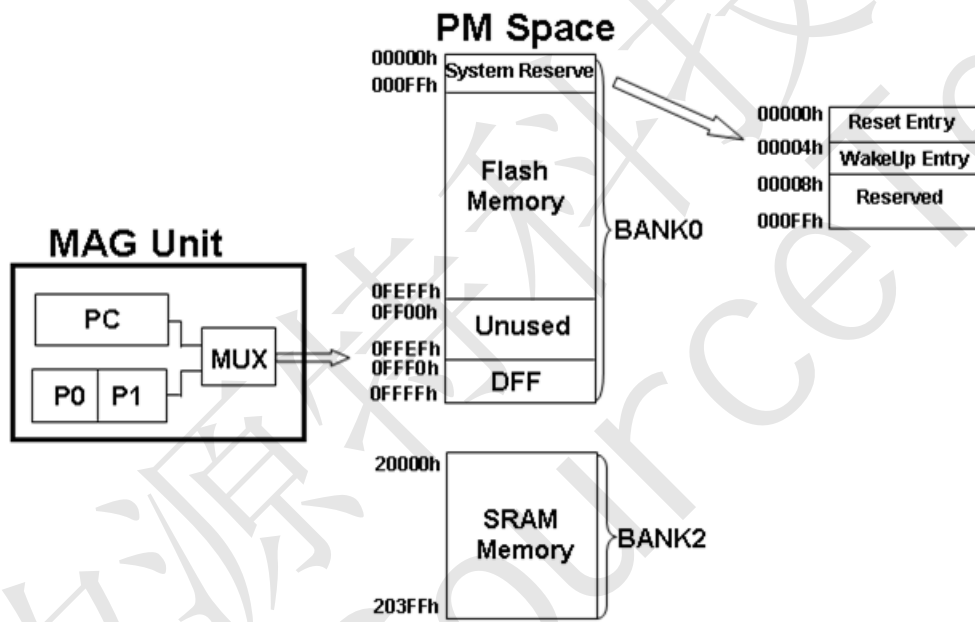 PM Space
00000h
System Reserve
000FFh
Flash
Memory
0FEFFh
0FF00h
Unused
0FFEFh
0FFF0h
DFF
0FFFFh
BANK0
00000h
Reset Entry
00004h
WakeUp Entry
00008h
Reserved
000FFh
MAG Unit
PC
MUX
P0 P1
20000h
SRAM
Memory
203FFh
BANK2